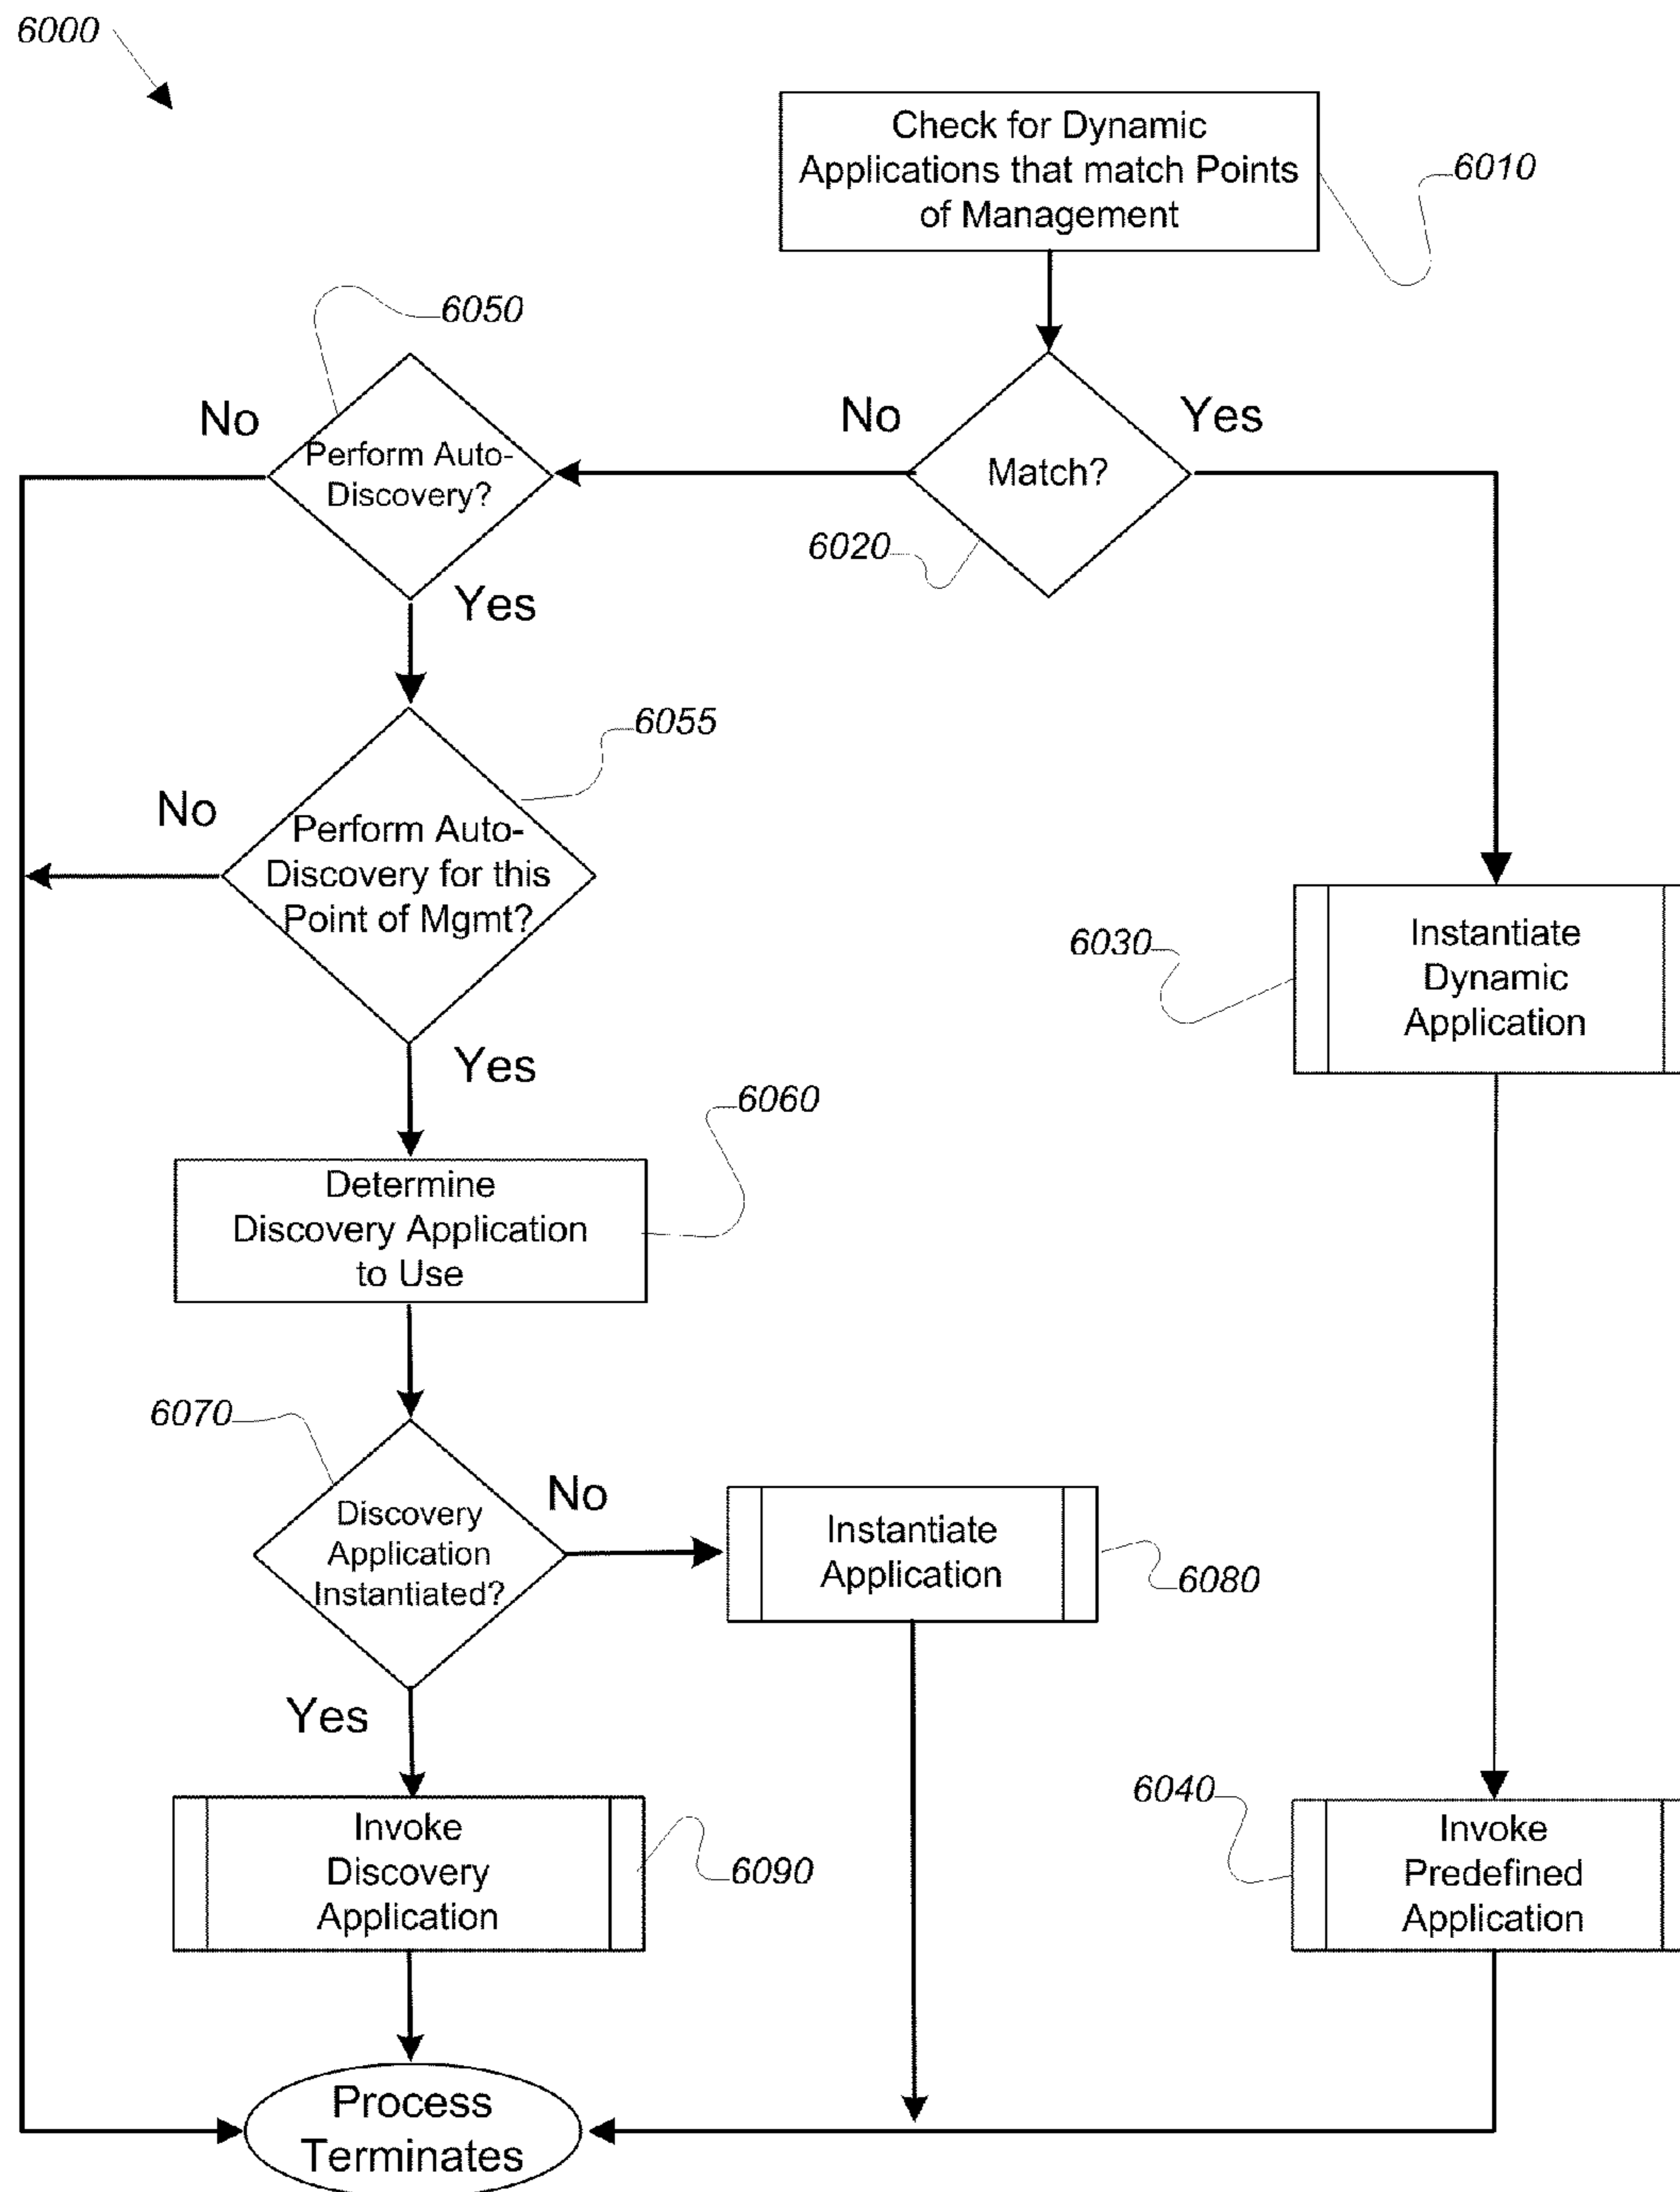 6000
Check for Dynamic
Applications that match Points
of Management
6010
6050
No
Perform Auto-
Discovery?
Yes
No
Match?
Yes
6020
6055
No
Perform Auto-
Discovery for this
Point of Mgmt?
Yes
6030
Instantiate
Dynamic
Application
6060
Determine
Discovery Application
to Use
6070
Discovery
Application
Instantiated?
No
Yes
Instantiate
Application
6080
Invoke
Discovery
Application
6090
6040
Invoke
Predefined
Application
Process
Terminates